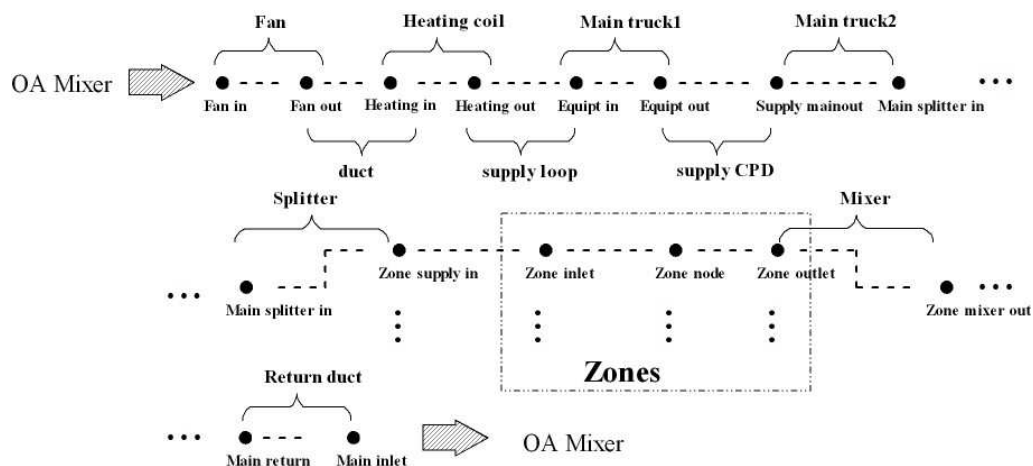 Fan
Heating coil
Main truck1
Main truck2
OA Mixer
Fan in
Fan out
Heating in
Heating out
Equipt in
Equipt out
Supply mainout
Main splitter in
duct
supply loop
supply CPD
Splitter
Mixer
Zone supply in
Zone inlet
Zone node
Zone outlet
Main splitter in
Zone mixer out
Zones
Return duct
OA Mixer
Main return
Main inlet